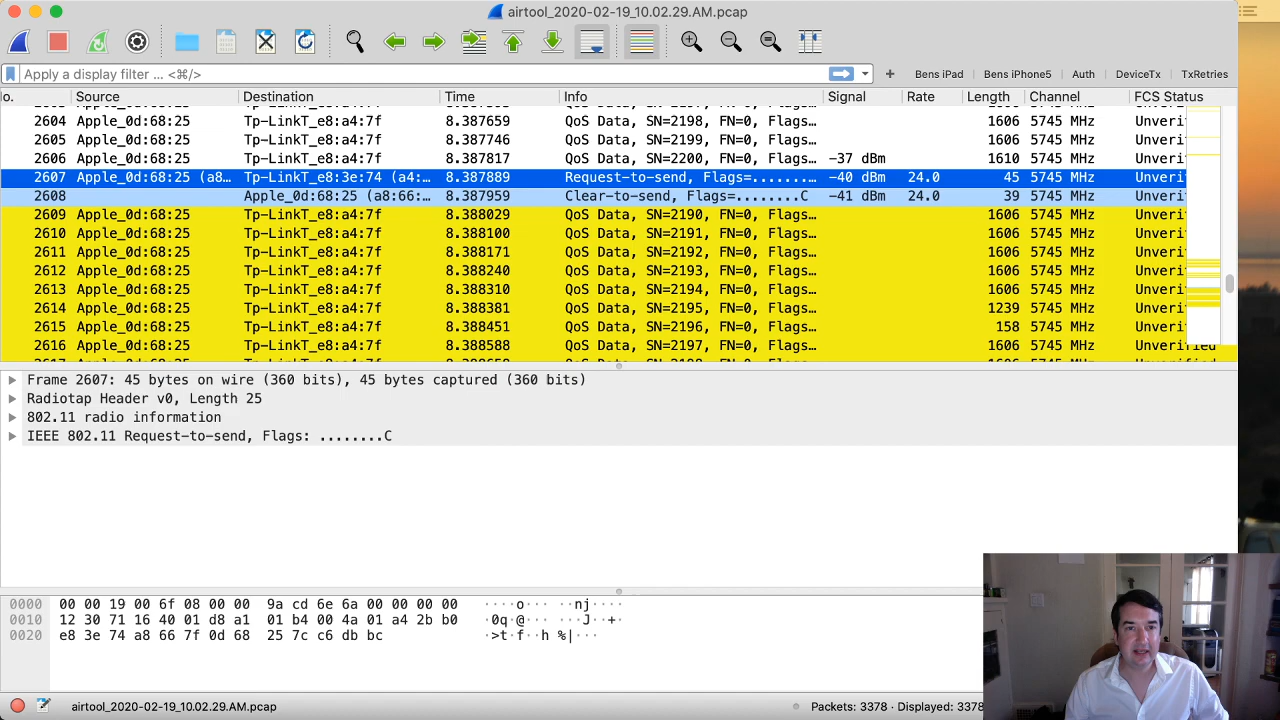 airtool_2020-02-19_10.02.29.AM.pcap
Apply a display filter ... <⌘/>
Bens iPad Bens iPhone5 Auth DeviceTx TxRetries
o. Source Destination Time Info Signal Rate Length Channel FCS Status
2604 Apple_0d:68:25 Tp-LinkT_e8:a4:7f 8.387659 QoS Data, SN=2198, FN=0, Flags… 1606 5745 MHz Unveri
2605 Apple_0d:68:25 Tp-LinkT_e8:a4:7f 8.387746 QoS Data, SN=2199, FN=0, Flags… 1606 5745 MHz Unveri
2606 Apple_0d:68:25 Tp-LinkT_e8:a4:7f 8.387817 QoS Data, SN=2200, FN=0, Flags… -37 dBm 1610 5745 MHz Unveri
2607 Apple_0d:68:25 (a8… Tp-LinkT_e8:3e:74 (a4:… 8.387889 Request-to-send, Flags=........… -40 dBm 24.0 45 5745 MHz Unveri
2608 Apple_0d:68:25 (a8:66:… 8.387959 Clear-to-send, Flags=........C -41 dBm 24.0 39 5745 MHz Unveri
2609 Apple_0d:68:25 Tp-LinkT_e8:a4:7f 8.388029 QoS Data, SN=2190, FN=0, Flags… 1606 5745 MHz Unveri
2610 Apple_0d:68:25 Tp-LinkT_e8:a4:7f 8.388100 QoS Data, SN=2191, FN=0, Flags… 1606 5745 MHz Unveri
2611 Apple_0d:68:25 Tp-LinkT_e8:a4:7f 8.388171 QoS Data, SN=2192, FN=0, Flags… 1606 5745 MHz Unveri
2612 Apple_0d:68:25 Tp-LinkT_e8:a4:7f 8.388240 QoS Data, SN=2193, FN=0, Flags… 1606 5745 MHz Unveri
2613 Apple_0d:68:25 Tp-LinkT_e8:a4:7f 8.388310 QoS Data, SN=2194, FN=0, Flags… 1606 5745 MHz Unveri
2614 Apple_0d:68:25 Tp-LinkT_e8:a4:7f 8.388381 QoS Data, SN=2195, FN=0, Flags… 1239 5745 MHz Unveri
2615 Apple_0d:68:25 Tp-LinkT_e8:a4:7f 8.388451 QoS Data, SN=2196, FN=0, Flags… 158 5745 MHz Unveri
2616 Apple_0d:68:25 Tp-LinkT_e8:a4:7f 8.388588 QoS Data, SN=2197, FN=0, Flags… 1606 5745 MHz Unverified
Frame 2607: 45 bytes on wire (360 bits), 45 bytes captured (360 bits)
Radiotap Header v0, Length 25
802.11 radio information
IEEE 802.11 Request-to-send, Flags: ........C
0000 00 00 19 00 6f 08 00 00 9a cd 6e 6a 00 00 00 00 ····o··· ··nj····
0010 12 30 71 16 40 01 d8 a1 01 b4 00 4a 01 a4 2b b0 ·0q·@··· ···J··+·
0020 e8 3e 74 a8 66 7f 0d 68 25 7c c6 db bc ·>t·f··h %|···
airtool_2020-02-19_10.02.29.AM.pcap
Packets: 3378 · Displayed: 3378